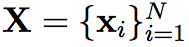 X = {x_i}_{i=1}^N